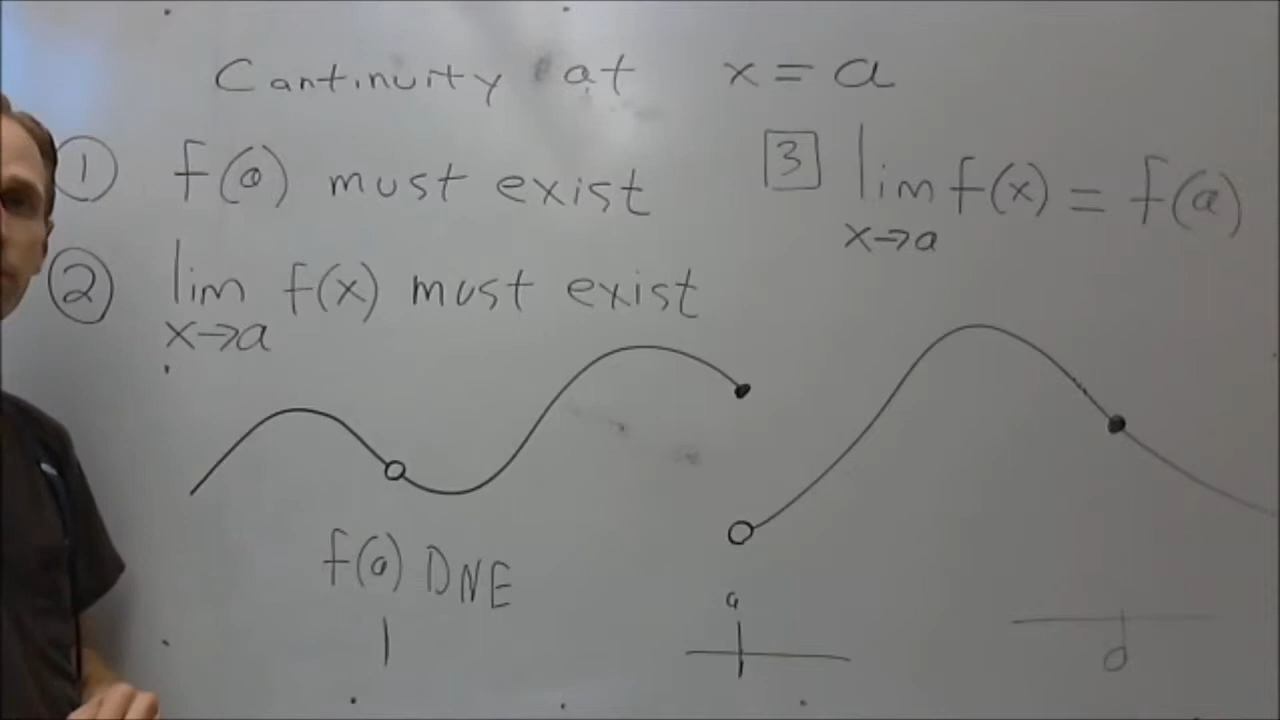 Continuity at x = a
① f(a) must exist
② lim f(x) must exist
x→a
3 lim f(x) = f(a)
x→a
f(a) DNE
a
a